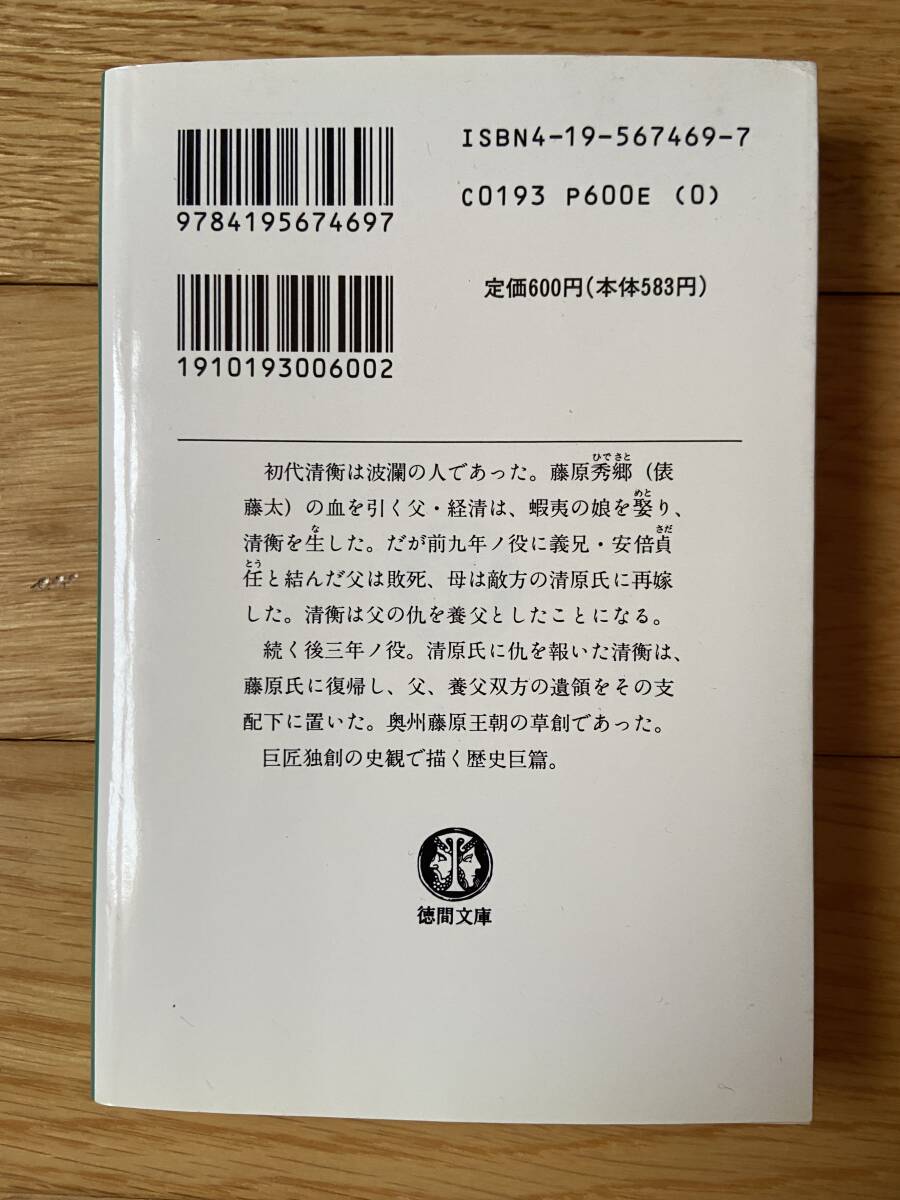 ISBN4-19-567469-7
9784195674697
C0193 P600E (0)
定価600円(本体583円)
1910193006002
初代清衡は波瀾の人であった。藤原秀郷(俵
藤太)の血を引く父・経清は、蝦夷の娘を娶り、
清衡を生した。だが前九年ノ役に義兄・安倍貞
任と結んだ父は敗死、母は敵方の清原氏に再嫁
した。清衡は父の仇を養父としたことになる。
続く後三年ノ役。清原氏に仇を報いた清衡は、
藤原氏に復帰し、父、養父双方の遺領をその支
配下に置いた。奥州藤原王朝の草創であった。
巨匠独創の史観で描く歴史巨篇。
徳間文庫